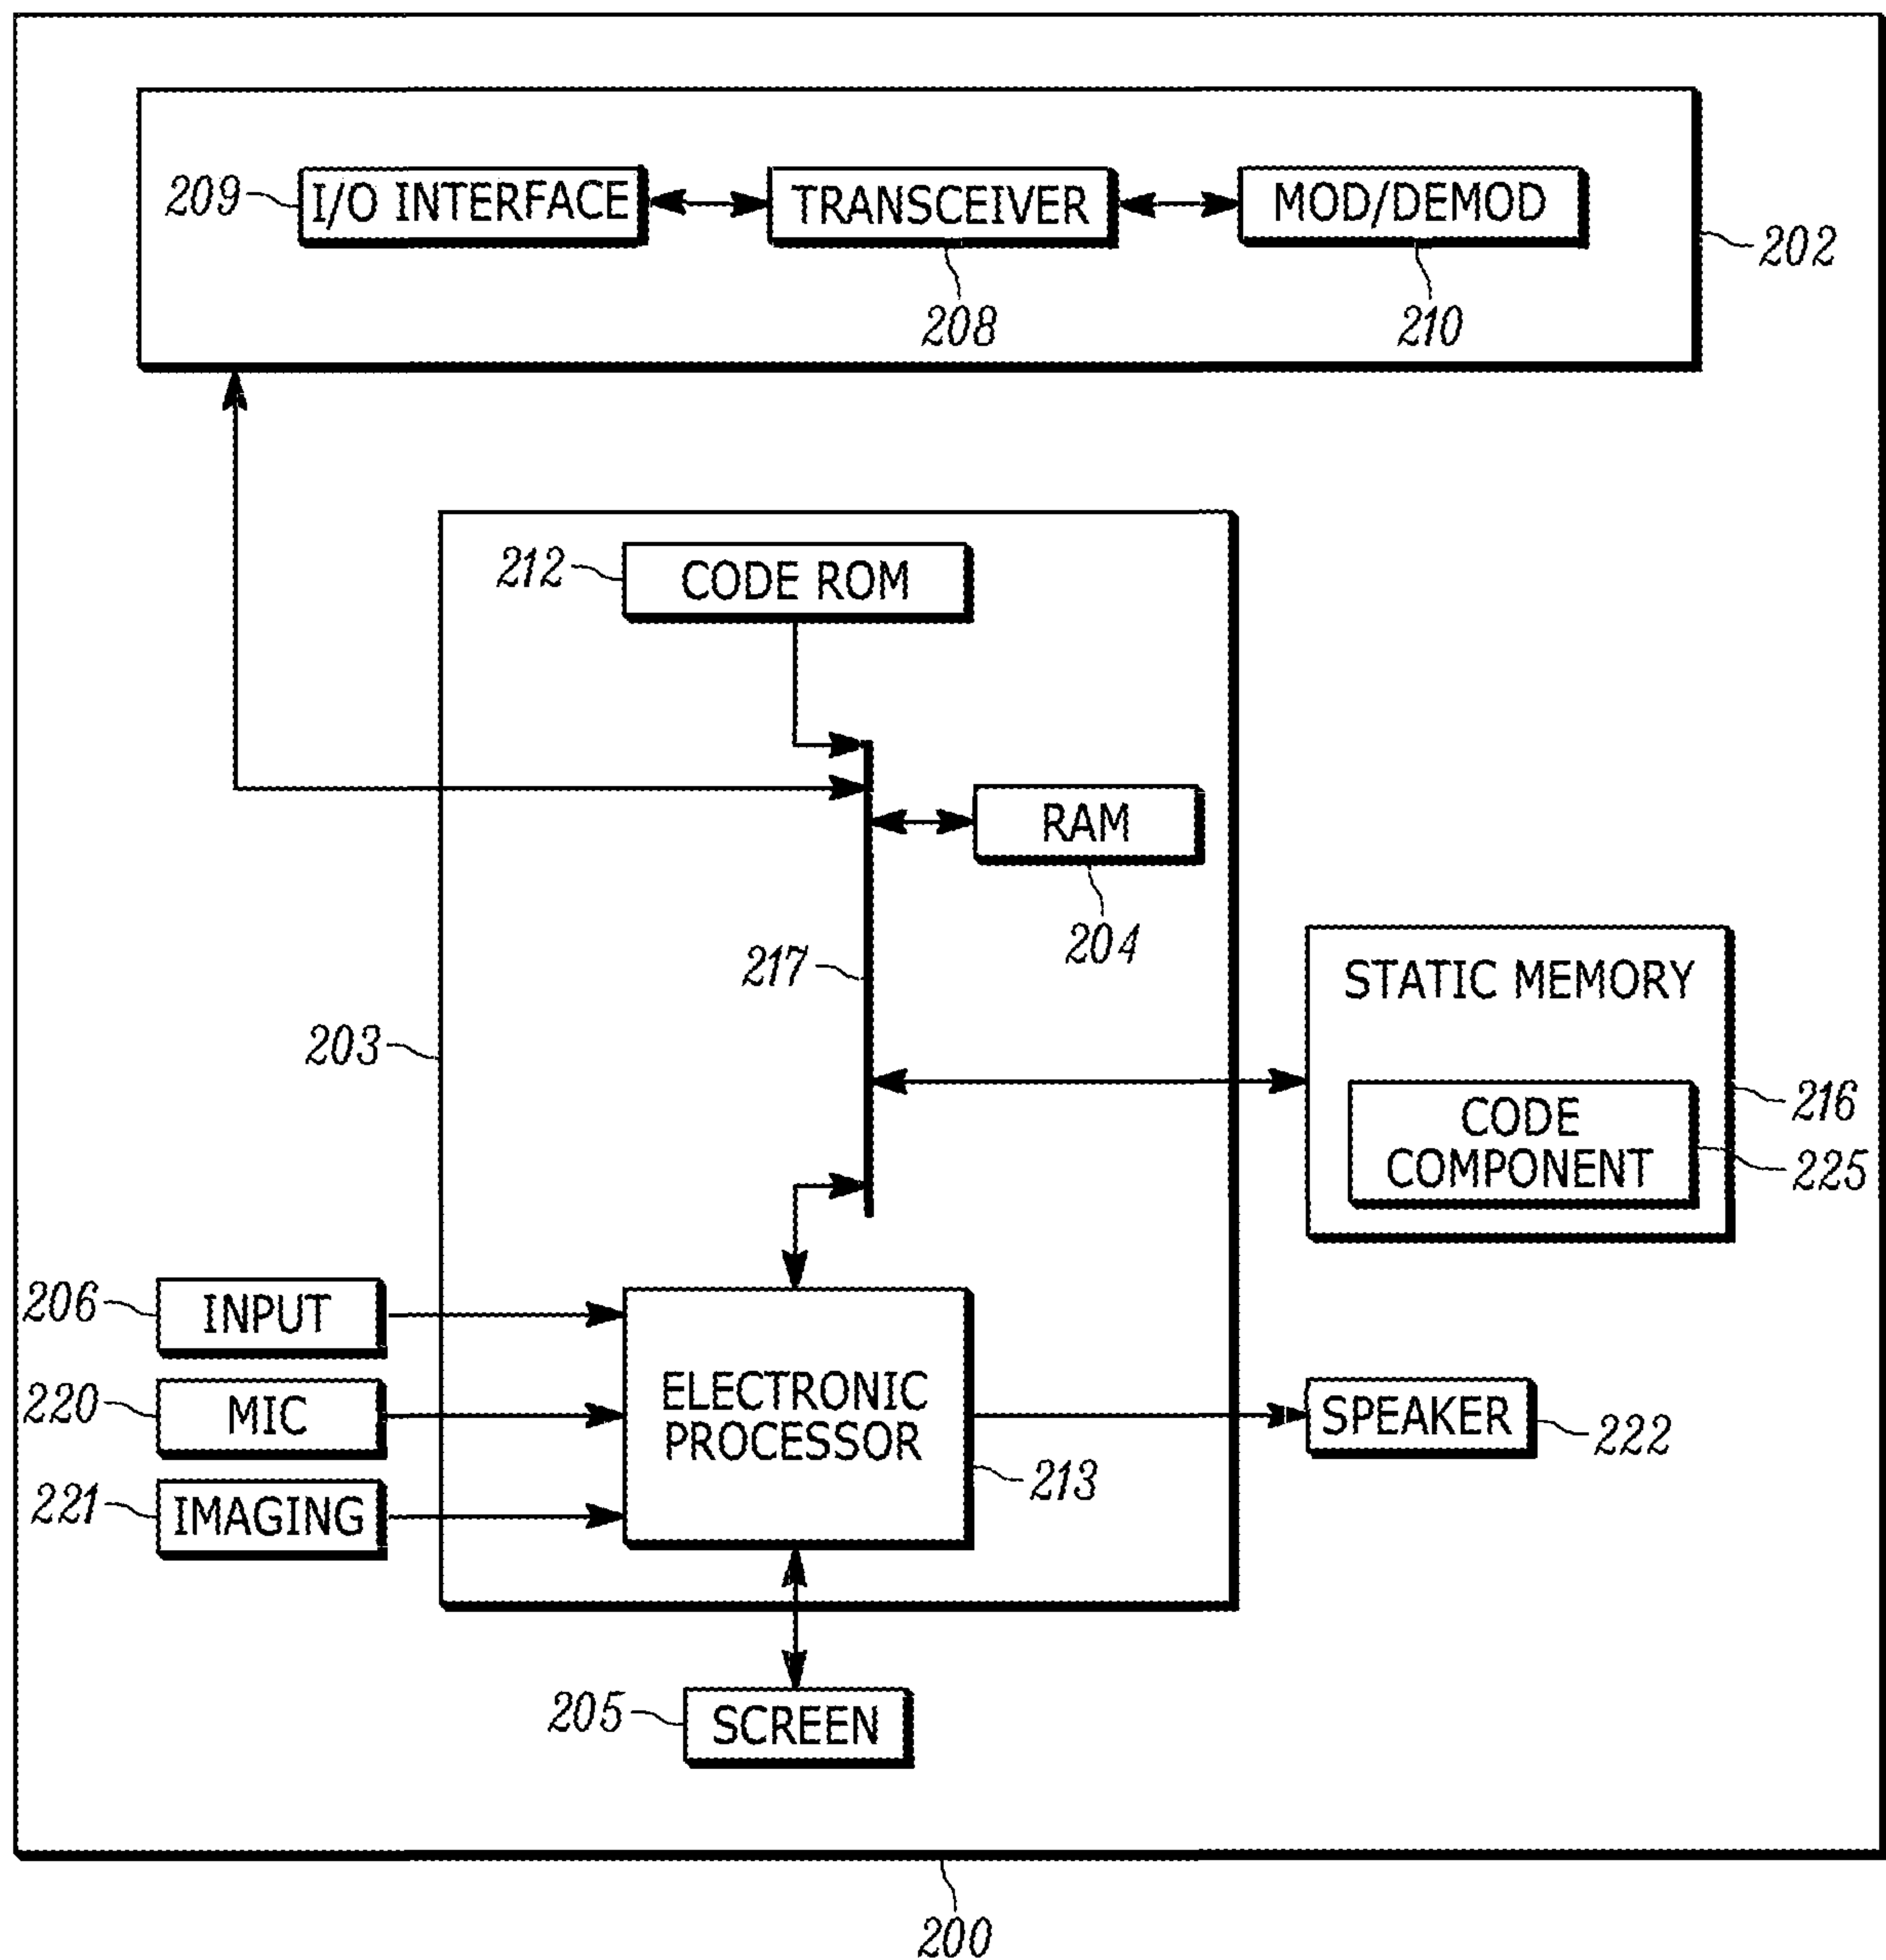 209
I/O INTERFACE
TRANSCEIVER
MOD/DEMOD
202
208
210
212
CODE ROM
RAM
204
217
STATIC MEMORY
203
216
CODE
COMPONENT
225
206
INPUT
220
MIC
ELECTRONIC
PROCESSOR
SPEAKER
222
221
IMAGING
213
205
SCREEN
200